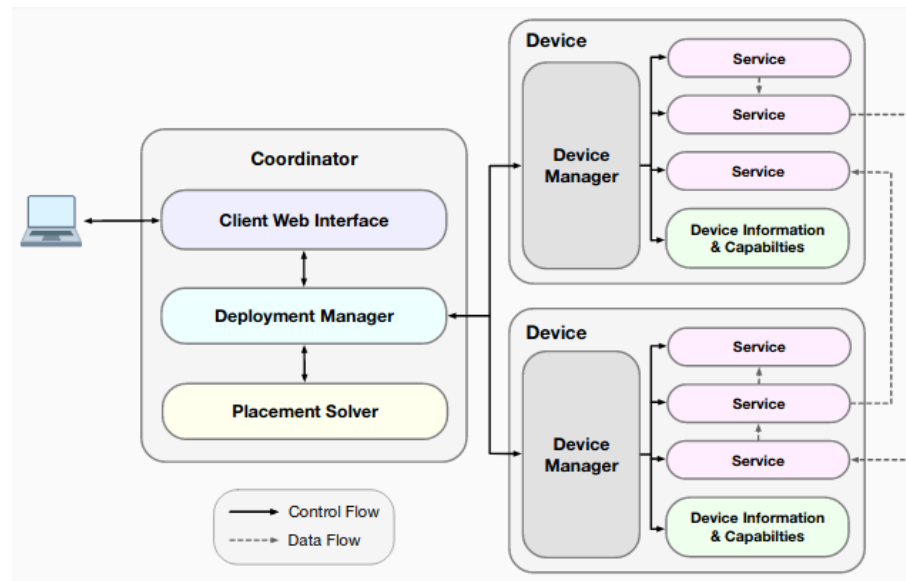 Coordinator
Client Web Interface
Deployment Manager
Placement Solver
Control Flow
Data Flow
Device
Device
Manager
Service
Service
Service
Device Information
& Capabilties
Device
Device
Manager
Service
Service
Service
Device Information
& Capabilties